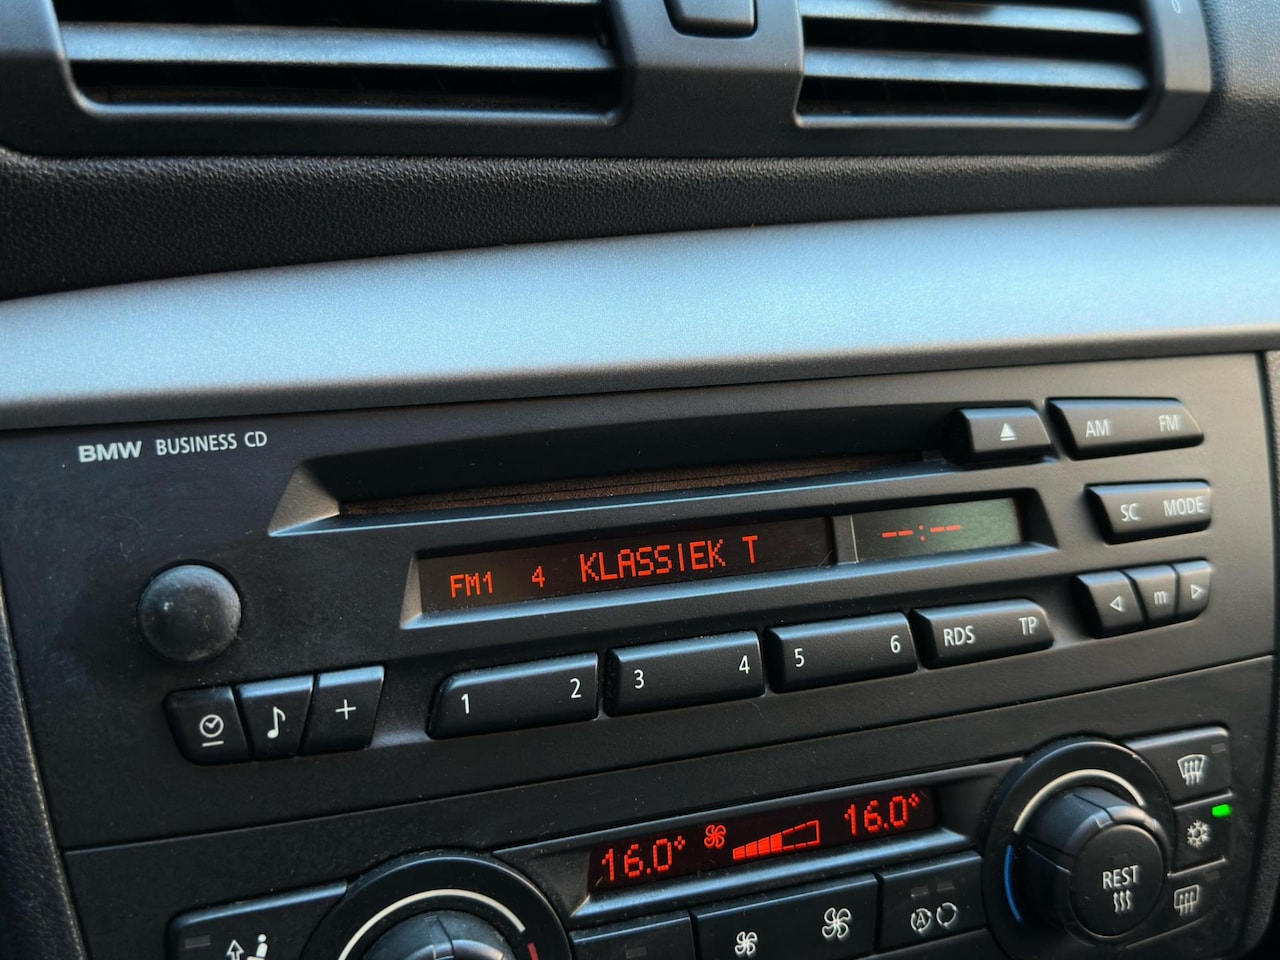 BMW BUSINESS CD
AM FM
SC MODE
FM1 4 KLASSIEK T --:--
m
1 2 3 4 5 6 RDS TP
+
16.0° 16.0°
REST
A